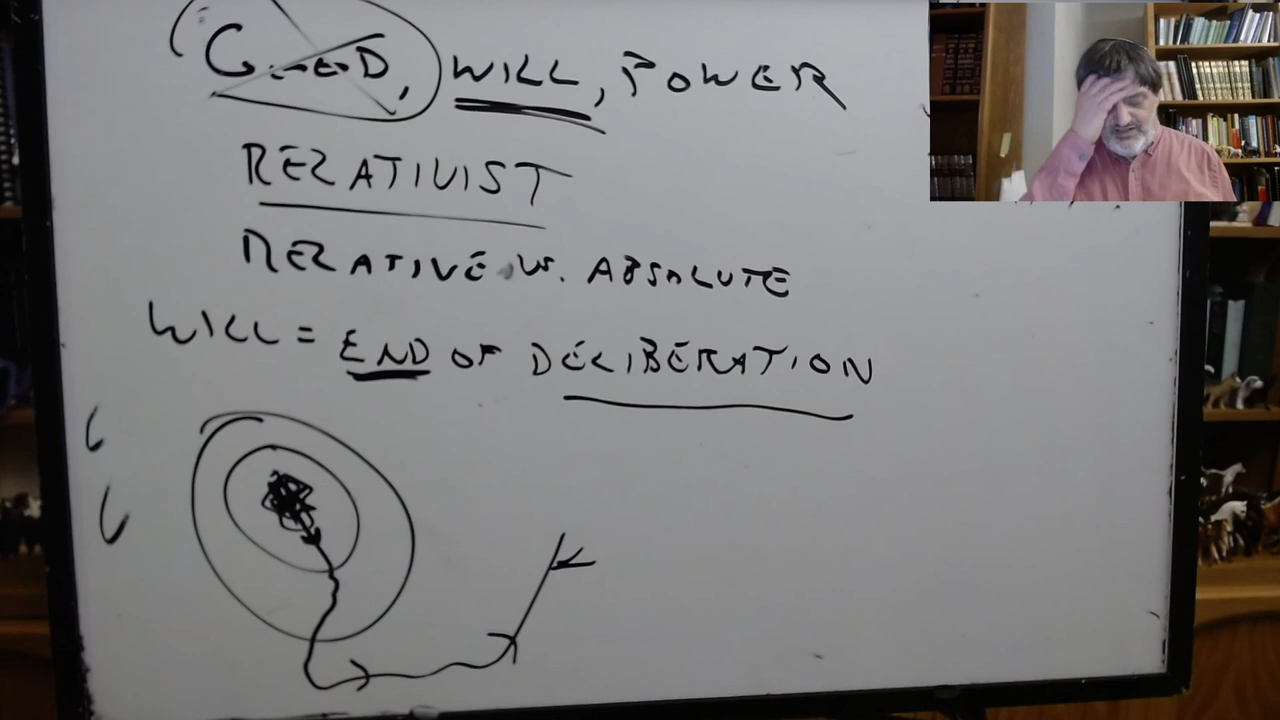 GOOD, WILL, POWER
RELATIVIST
RELATIVE vs. ABSOLUTE
WILL = END OF DELIBERATION